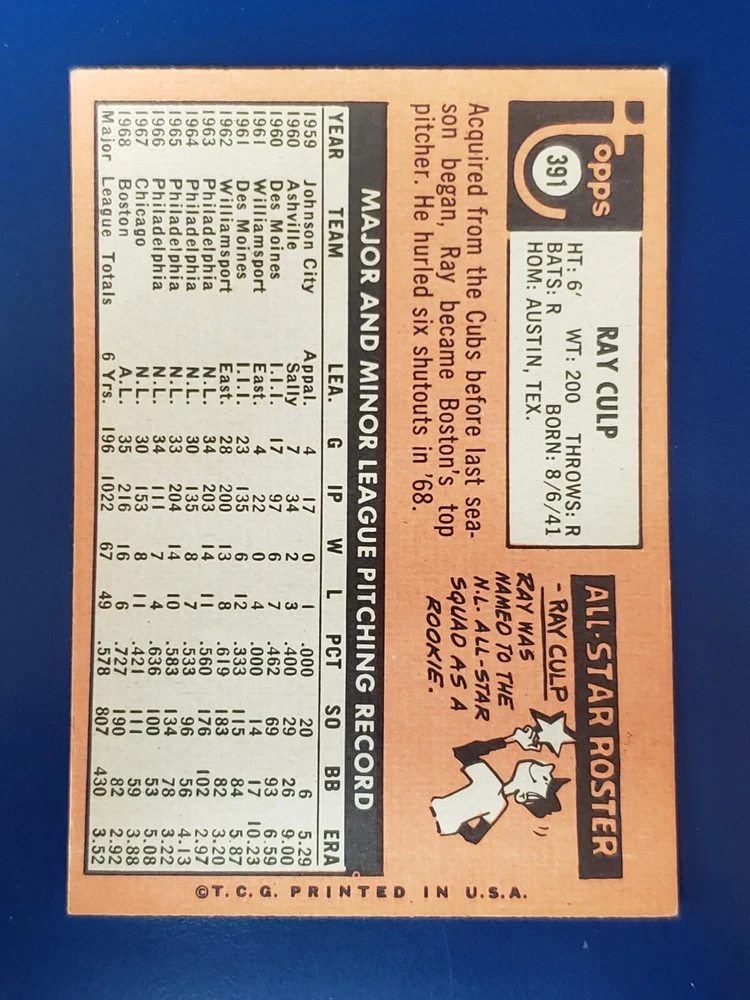 Topps
391
RAY CULP
HT: 6' WT: 200 THROWS: R
BATS: R BORN: 8/6/41
HOM: AUSTIN, TEX.
Acquired from the Cubs before last sea-
son began, Ray became Boston's top
pitcher. He hurled six shutouts in '68.
ALL-STAR ROSTER
- RAY CULP
RAY WAS
NAMED TO THE
N.L. ALL-STAR
SQUAD AS A
ROOKIE.
MAJOR AND MINOR LEAGUE PITCHING RECORD
YEAR TEAM LEA. G IP W L PCT SO BB ERA
1959 Johnson City Appal. 4 17 0 1 .000 20 6 5.29
1960 Ashville Sally 7 34 2 3 .400 29 26 9.00
1960 Des Moines I.I.I. 17 97 6 7 .462 69 93 6.59
1961 Williamsport East. 4 22 0 4 .000 14 17 10.23
1961 Des Moines I.I.I. 23 135 6 12 .333 115 84 5.87
1962 Williamsport East. 28 200 13 8 .619 183 82 3.20
1963 Philadelphia N.L. 34 203 14 11 .560 176 102 2.97
1964 Philadelphia N.L. 30 135 8 7 .533 96 56 4.13
1965 Philadelphia N.L. 33 204 14 10 .583 134 78 3.22
1966 Philadelphia N.L. 34 111 7 4 .636 100 53 5.08
1967 Chicago N.L. 30 153 8 11 .421 111 59 3.88
1968 Boston A.L. 35 216 16 6 .727 190 82 2.92
Major League Totals 6 Yrs. 196 1022 67 49 .578 807 430 3.52
©T.C.G. PRINTED IN U.S.A.